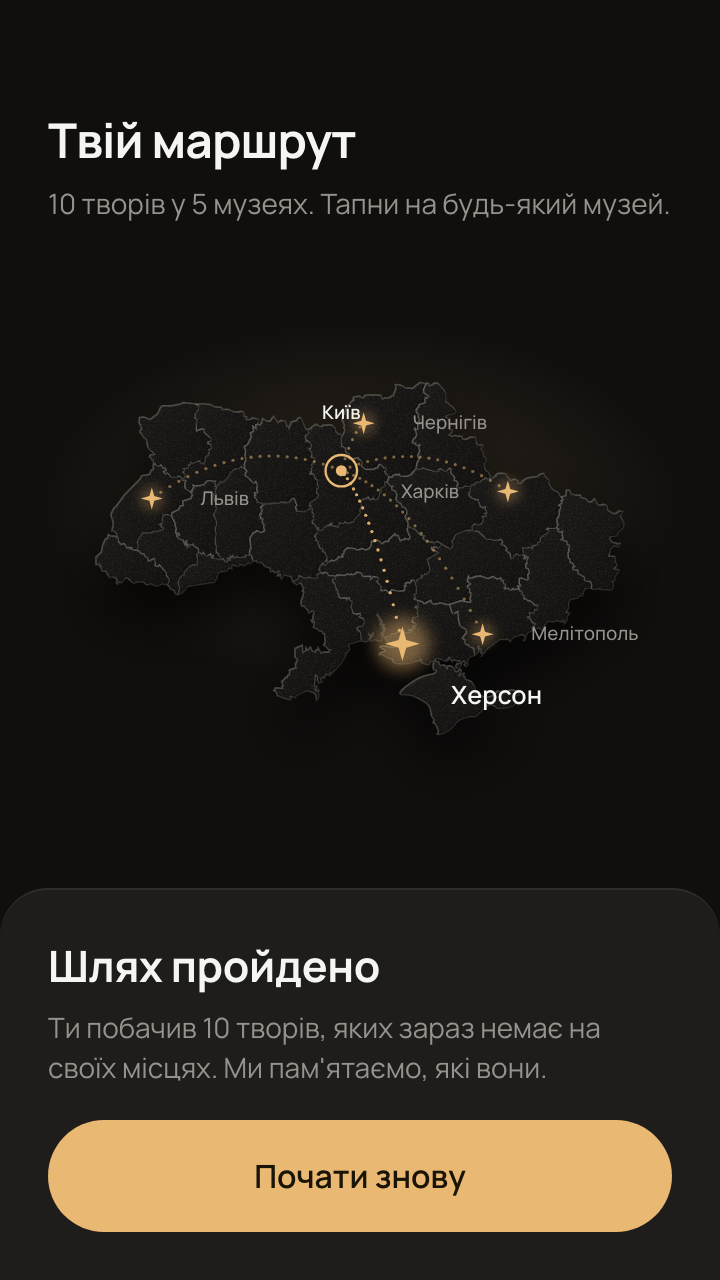 Твій маршрут
10 творів у 5 музеях. Тапни на будь-який музей.
Київ
Чернігів
Львів
Харків
Мелітополь
Херсон
Шлях пройдено
Ти побачив 10 творів, яких зараз немає на
своїх місцях. Ми пам'ятаємо, які вони.
Почати знову